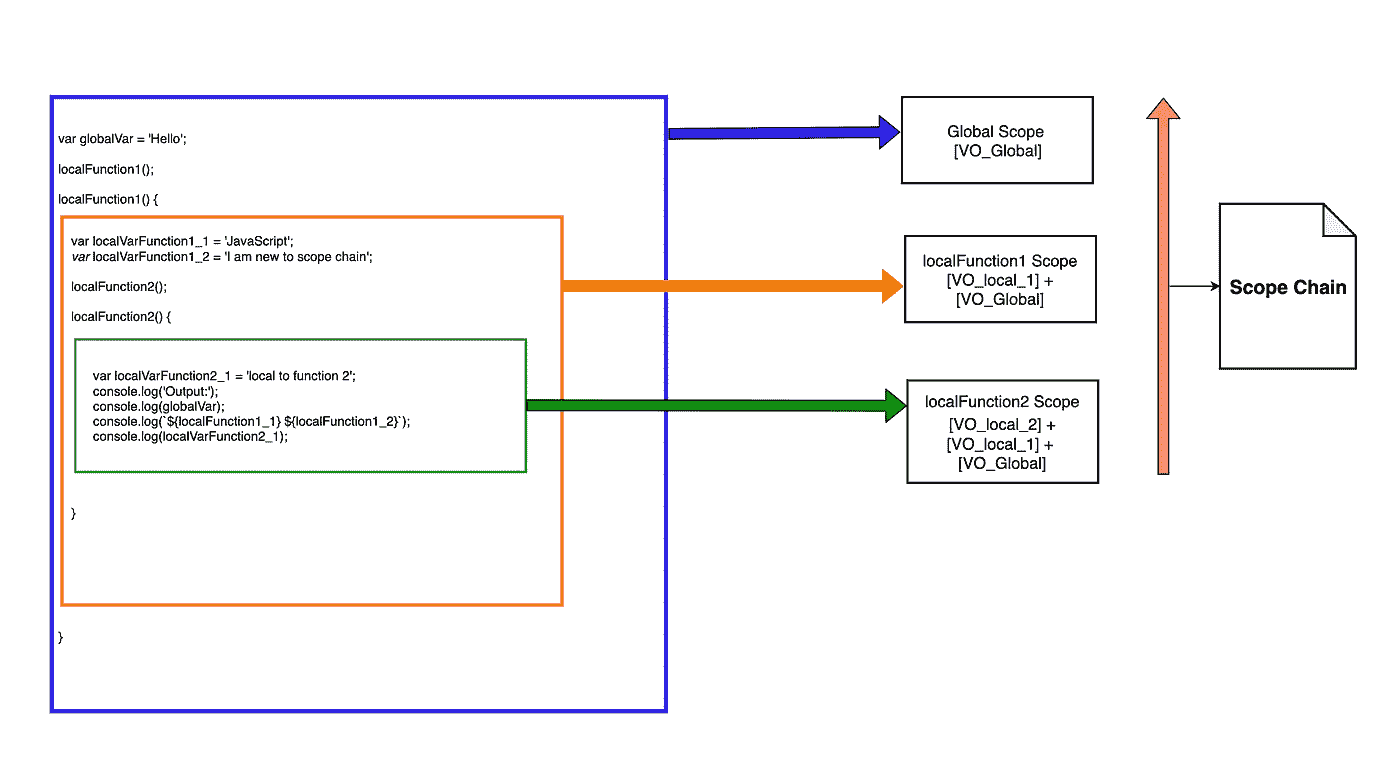 var globalVar = 'Hello';
localFunction1();
localFunction1() {
var localVarFunction1_1 = 'JavaScript';
var localVarFunction1_2 = 'I am new to scope chain';
localFunction2();
localFunction2() {
var localVarFunction2_1 = 'local to function 2';
console.log('Output:');
console.log(globalVar);
console.log(`${localFunction1_1} ${localFunction1_2}`);
console.log(localVarFunction2_1);
}
}
Global Scope
[VO_Global]
localFunction1 Scope
[VO_local_1] +
[VO_Global]
localFunction2 Scope
[VO_local_2] +
[VO_local_1] +
[VO_Global]
Scope Chain